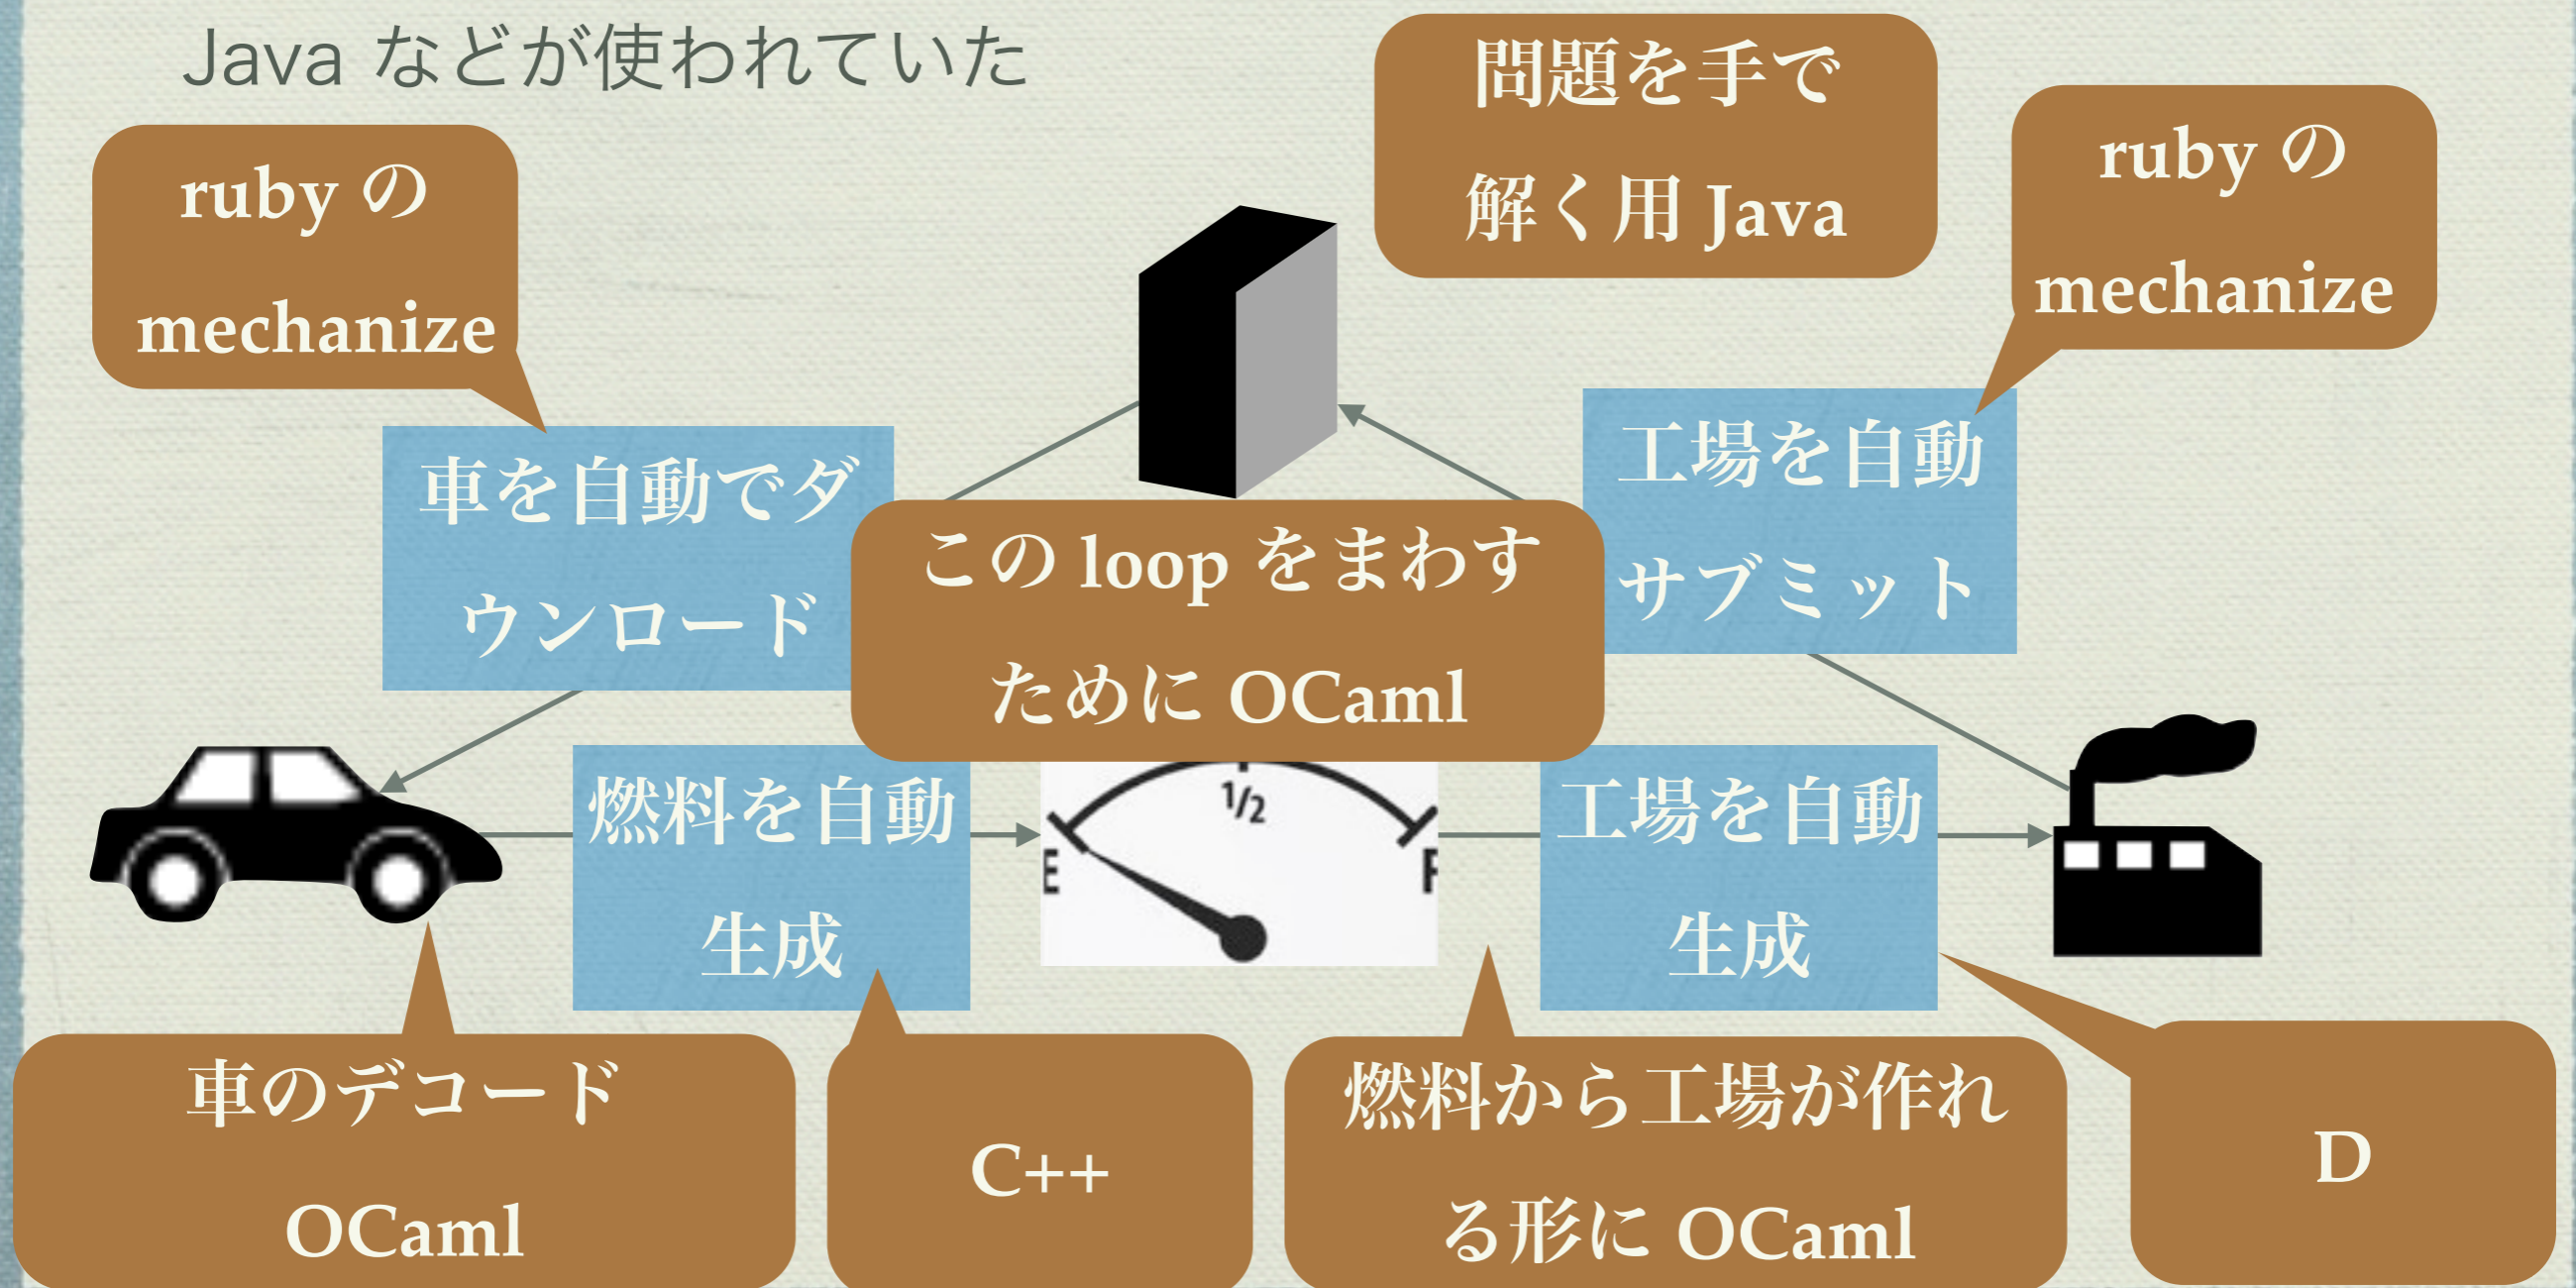 Java などが使われていた
問題を手で
解く用 Java
ruby の
mechanize
ruby の
mechanize
車を自動でダ
ウンロード
工場を自動
サブミット
この loop をまわす
ために OCaml
燃料を自動
生成
1/2
E
F
工場を自動
生成
車のデコード
OCaml
C++
燃料から工場が作れ
る形に OCaml
D